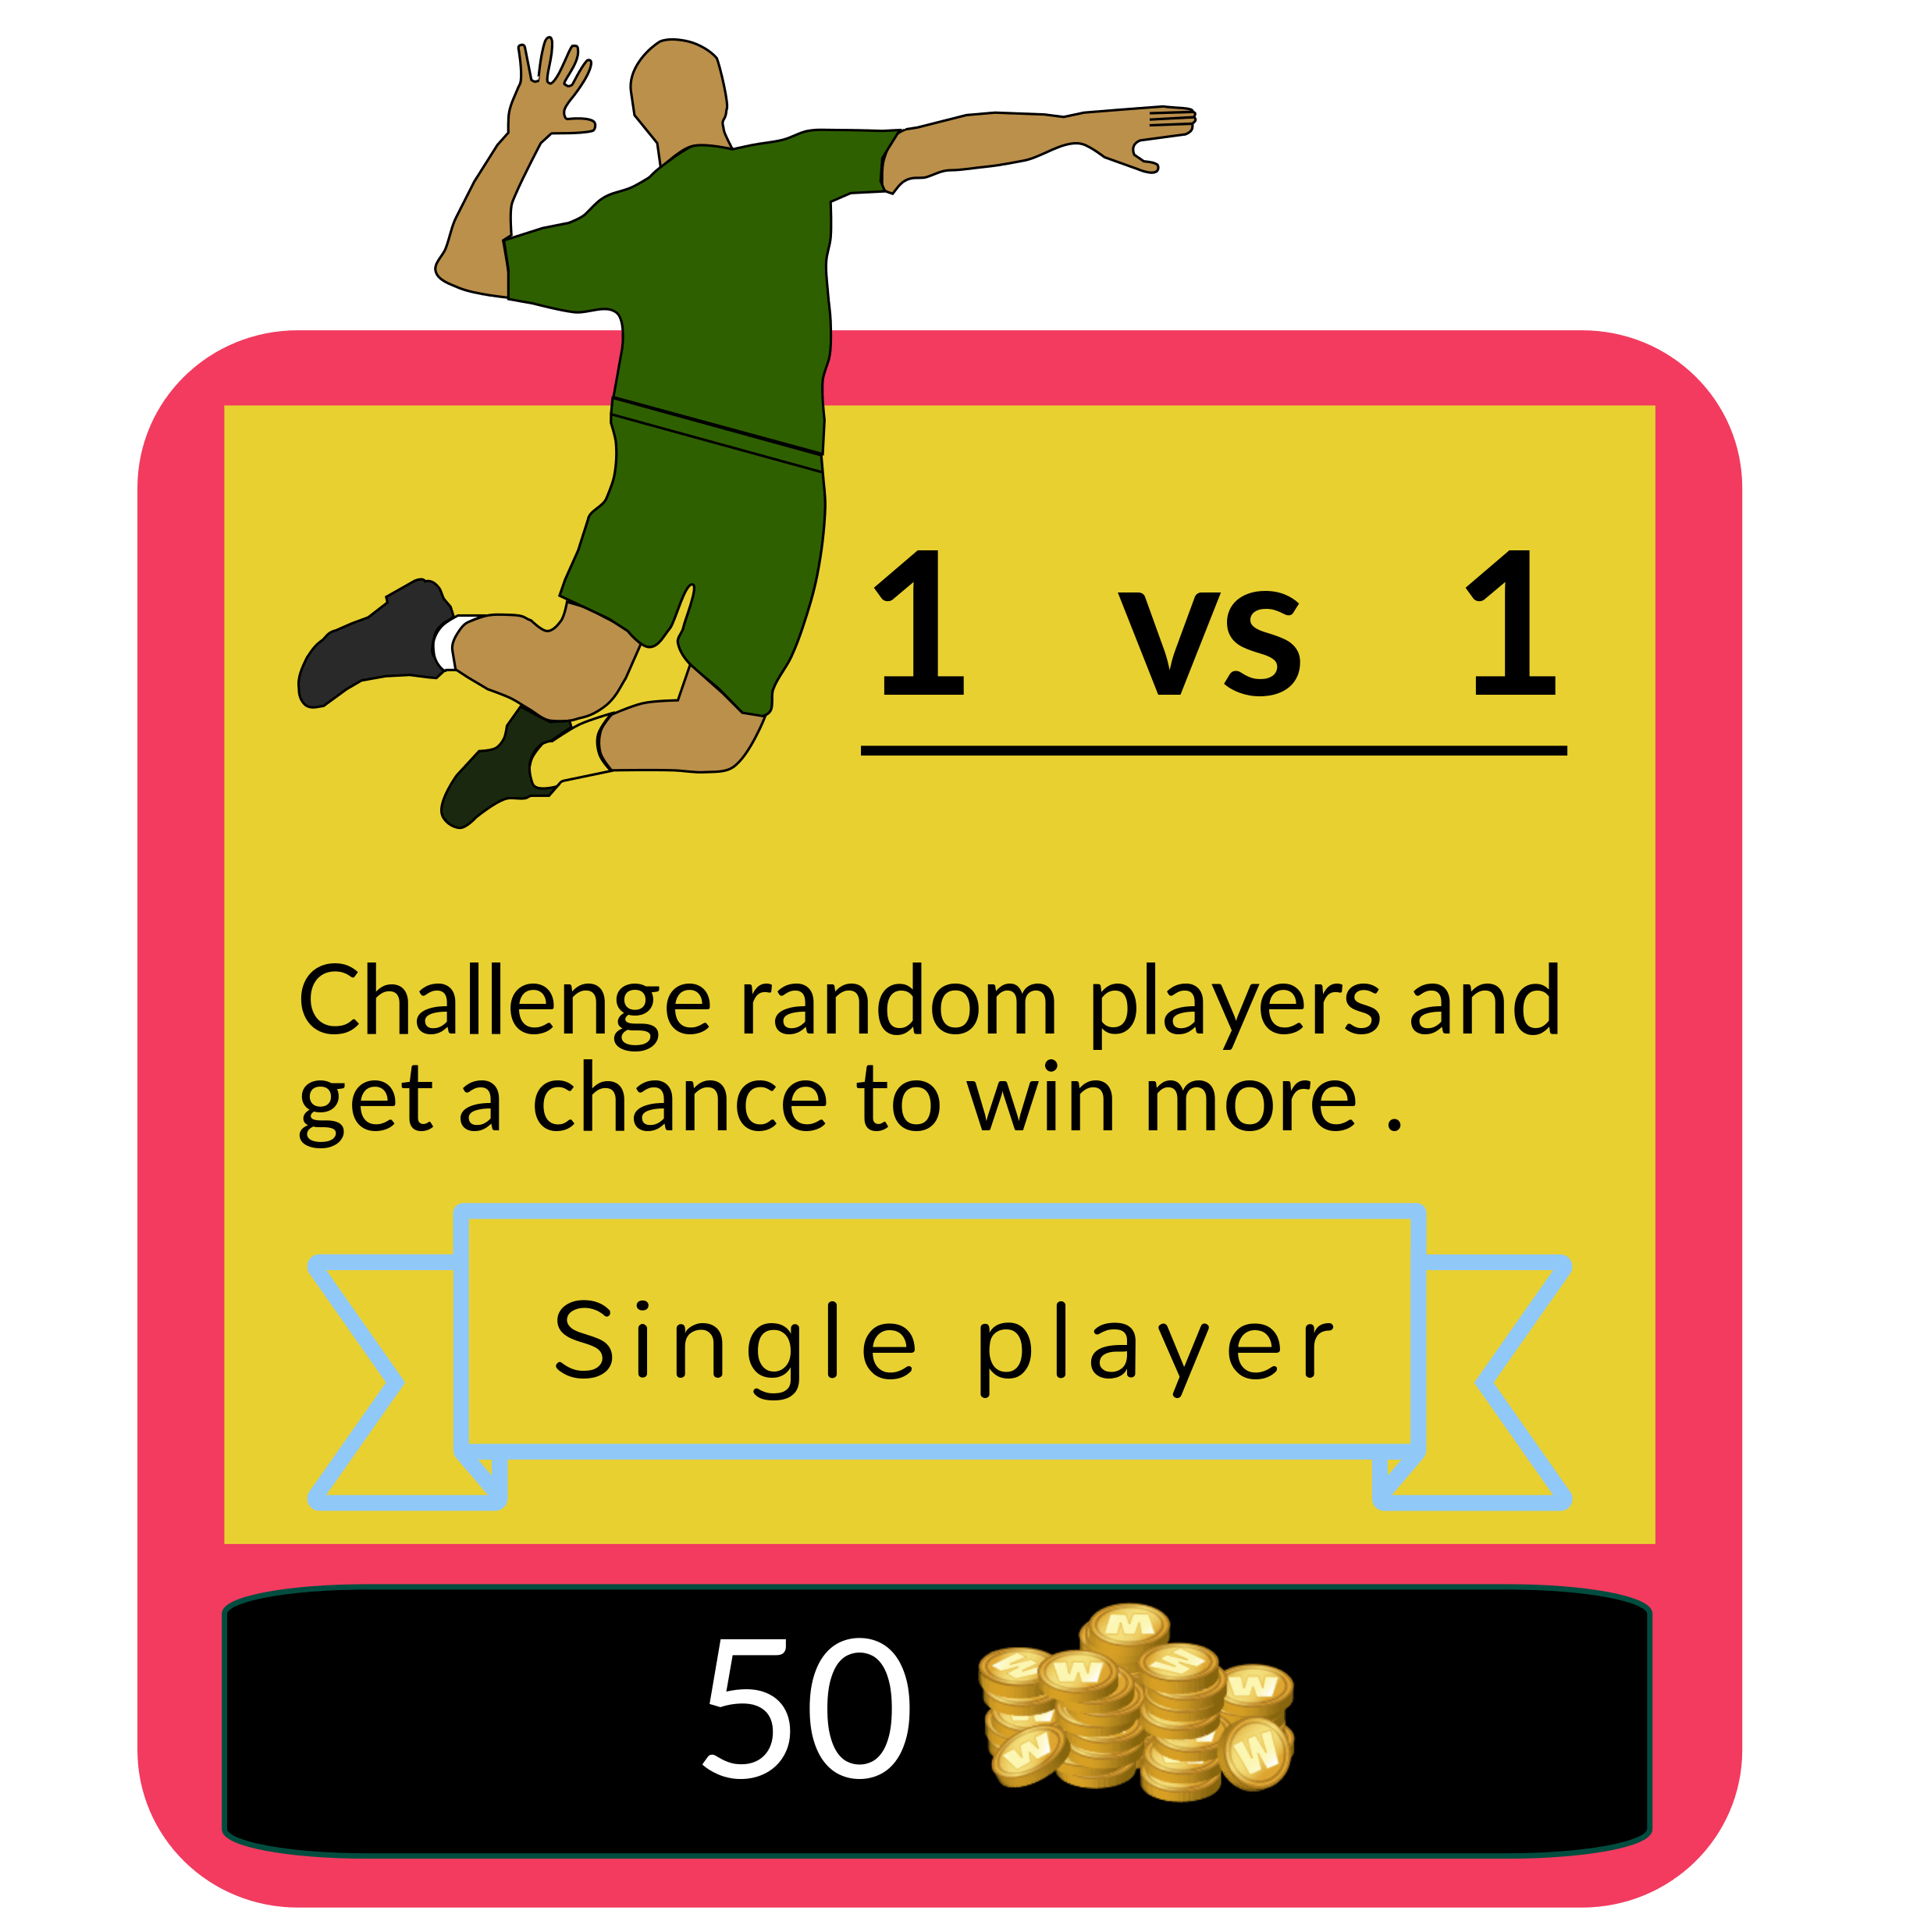 1 vs 1
Challenge random players and
get a chance to win more .
Single player
50